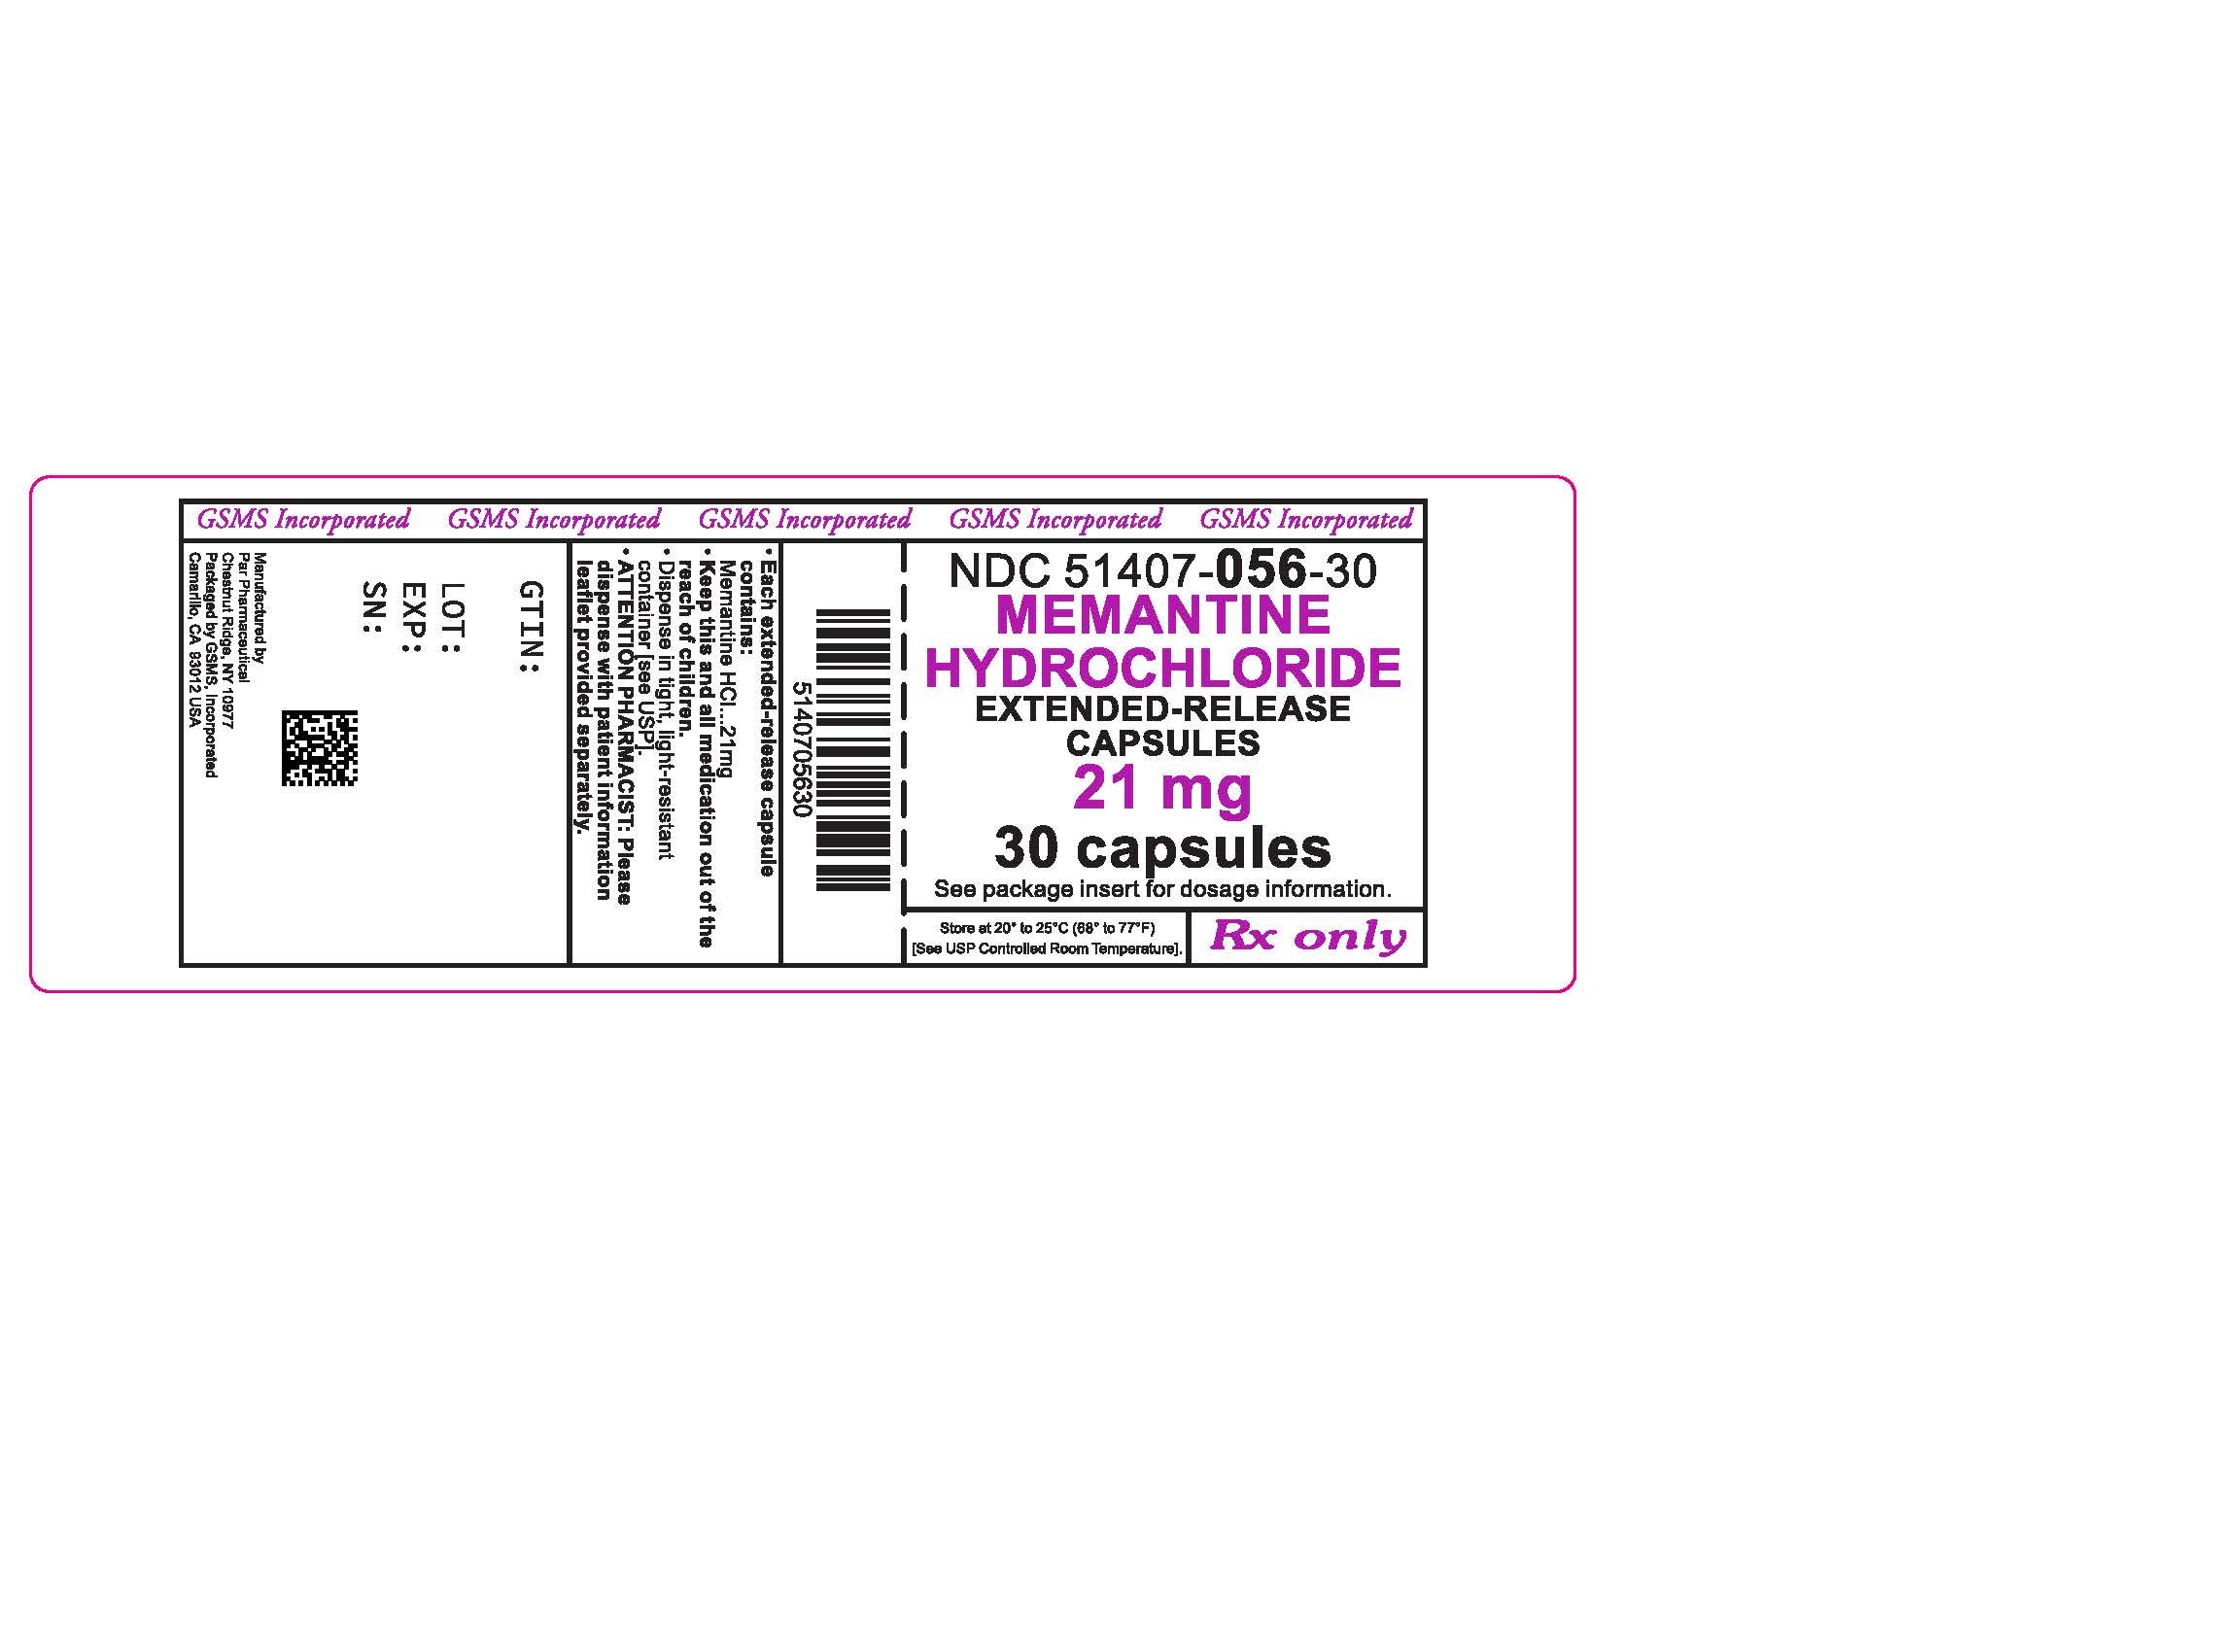 GSMS Incorporated GSMS Incorporated GSMS Incorporated GSMS Incorporated GSMS Incorporated
NDC 51407-056-30
MEMANTINE
HYDROCHLORIDE
EXTENDED-RELEASE
CAPSULES
21 mg
30 capsules
See package insert for dosage information.
Store at 20° to 25°C (68° to 77°F)
[See USP Controlled Room Temperature].
Rx only
5140705630
• Each extended-release capsule
contains:
Memantine HCl...21mg
• Keep this and all medication out of the
reach of children.
• Dispense in tight, light-resistant
container [see USP].
• ATTENTION PHARMACIST: Please
dispense with patient information
leaflet provided separately.
GTIN:
LOT:
EXP:
SN:
Manufactured by
Par Pharmaceutical
Chestnut Ridge, NY 10977
Packaged by GSMS, Incorporated
Camarillo, CA 93012 USA